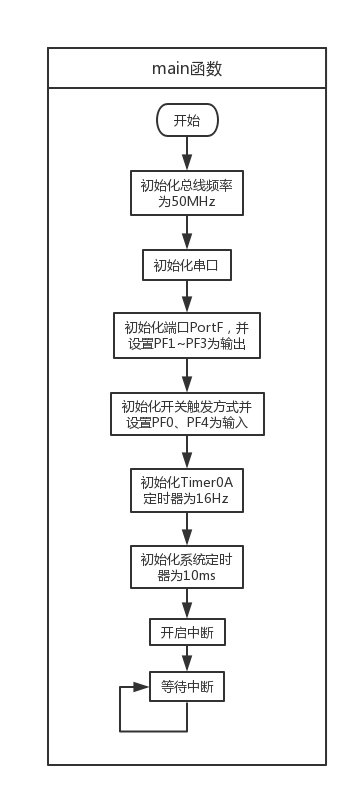 main函数
开始
初始化总线频率
为50MHz
初始化串口
初始化端口PortF，并
设置PF1~PF3为输出
初始化开关触发方式并
设置PF0、PF4为输入
初始化Timer0A
定时器为16Hz
初始化系统定时
器为10ms
开启中断
等待中断